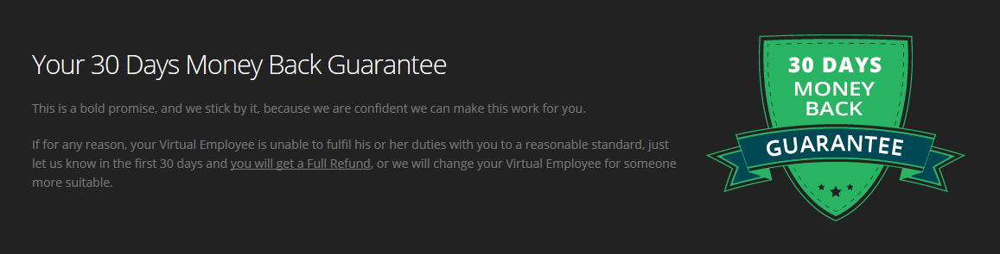 Your 30 Days Money Back Guarantee
This is a bold promise, and we stick by it, because we are confident we can make this work for you.
If for any reason, your Virtual Employee is unable to fulfil his or her duties with you to a reasonable standard, just
let us know in the first 30 days and you will get a Full Refund, or we will change your Virtual Employee for someone
more suitable.
30 DAYS
MONEY
BACK
GUARANTEE